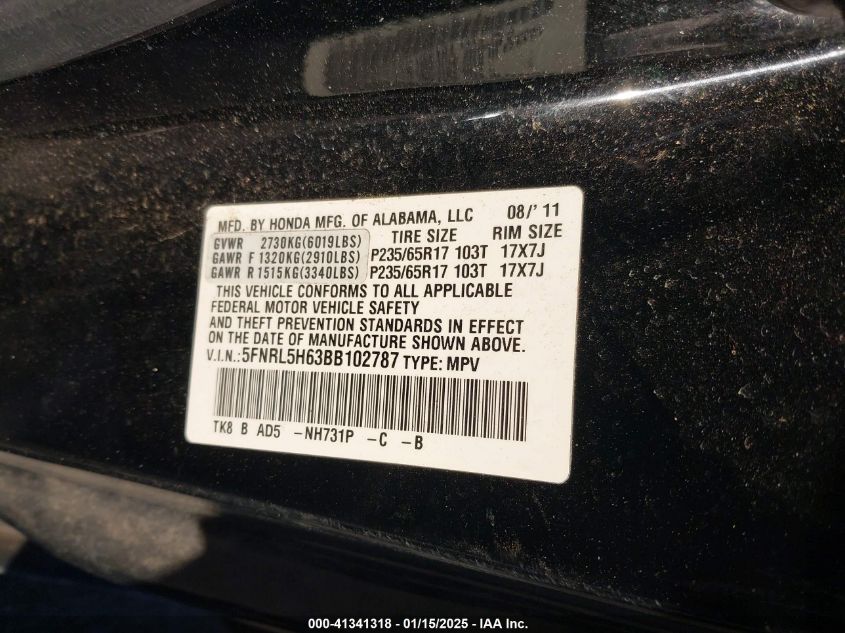 MFD. BY HONDA MFG. OF ALABAMA, LLC 08/' 11
GVWR 2730KG(6019LBS) TIRE SIZE RIM SIZE
GAWR F 1320KG(2910LBS) P235/65R17 103T 17X7J
GAWR R 1515KG(3340LBS) P235/65R17 103T 17X7J
THIS VEHICLE CONFORMS TO ALL APPLICABLE
FEDERAL MOTOR VEHICLE SAFETY
AND THEFT PREVENTION STANDARDS IN EFFECT
ON THE DATE OF MANUFACTURE SHOWN ABOVE.
V.I.N.: 5FNRL5H63BB102787 TYPE: MPV
TK8 B AD5 -NH731P -C -B
000-41341318 - 01/15/2025 - IAA Inc.